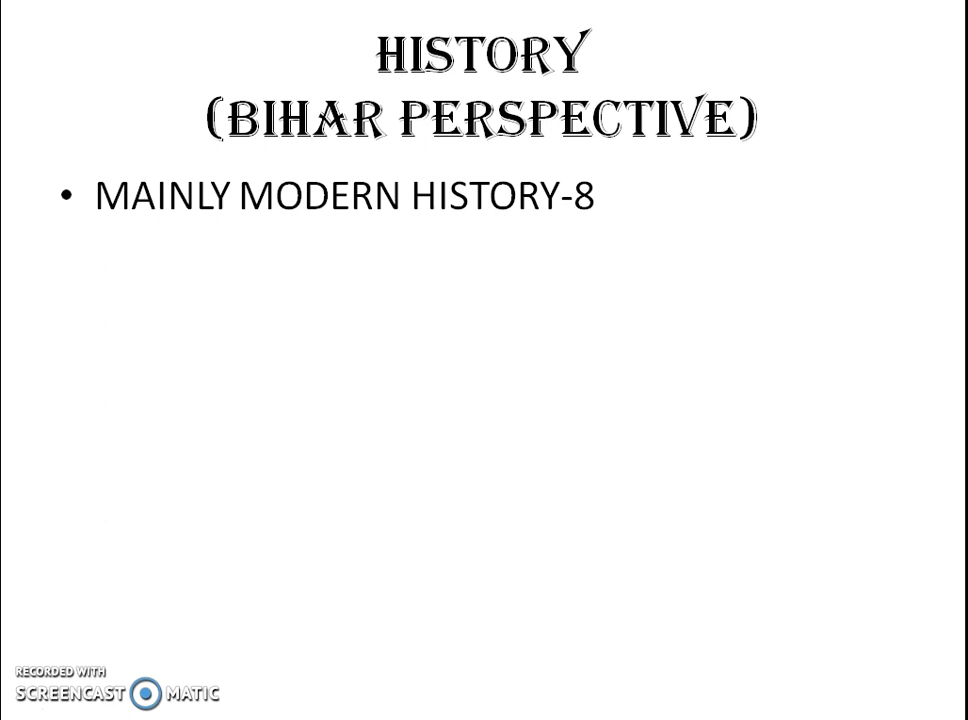 HISTORY
(BIHAR PERSPECTIVE)
• MAINLY MODERN HISTORY-8
RECORDED WITH
SCREENCAST MATIC